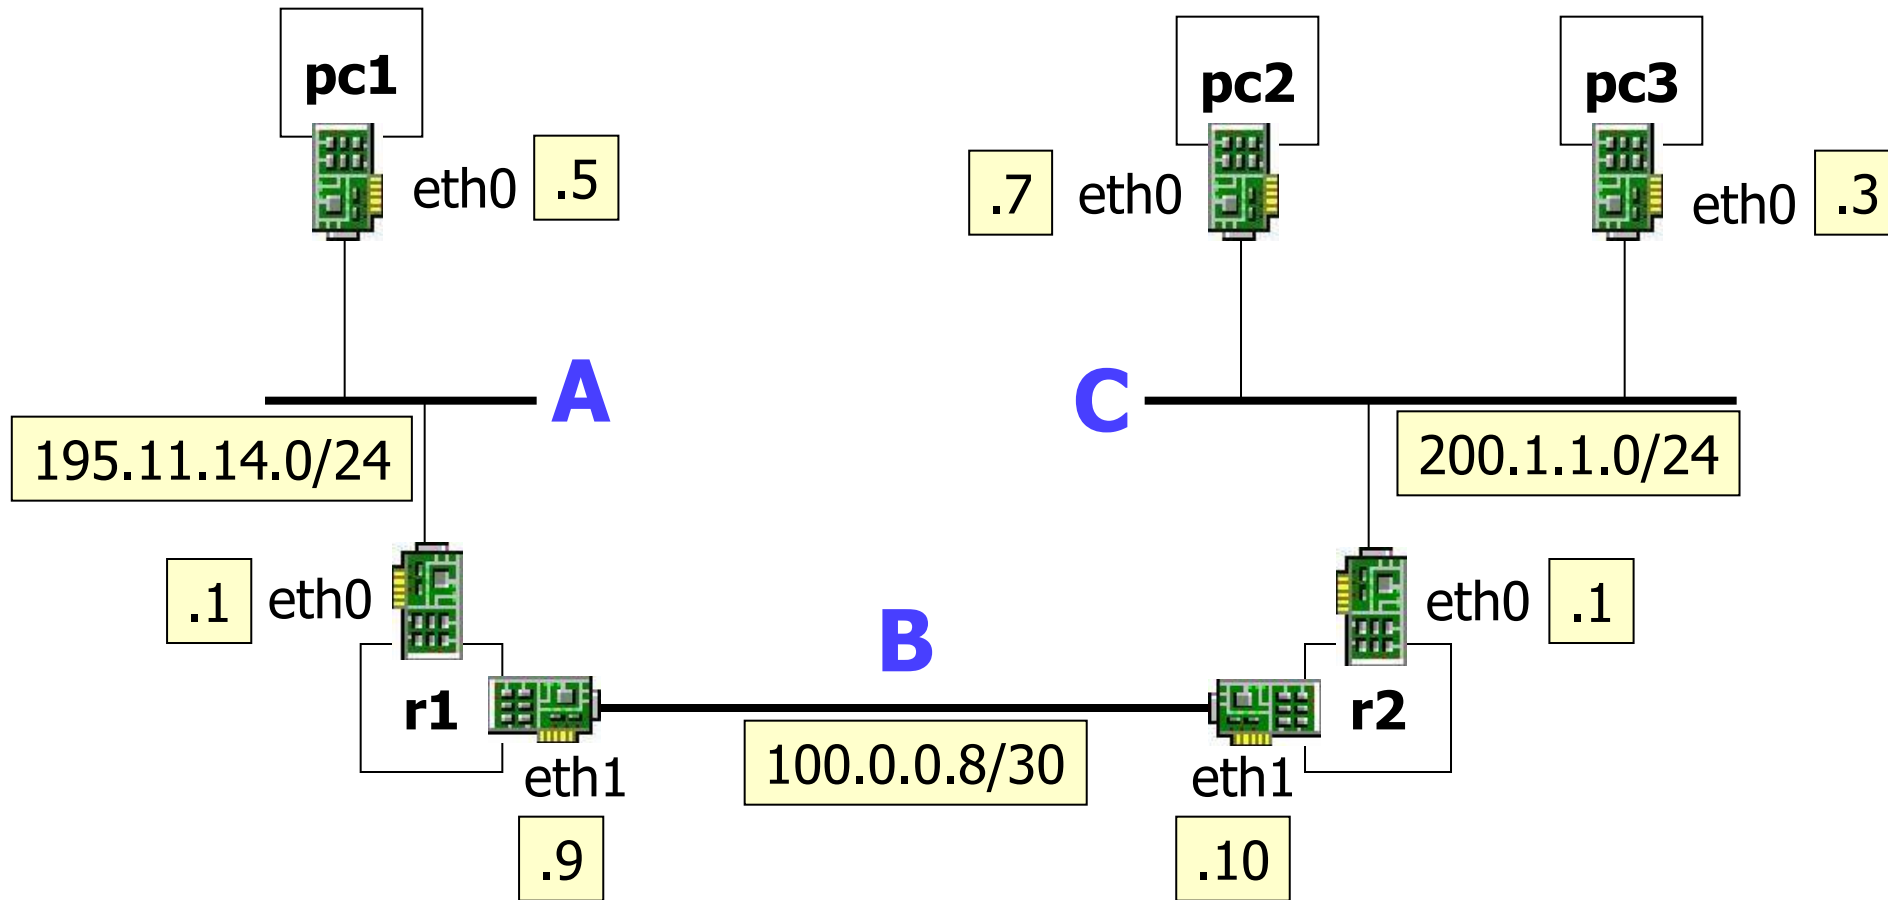 pc1
pc2
pc3
eth0 .5
.7 eth0
eth0 .3
A
C
195.11.14.0/24
200.1.1.0/24
.1 eth0
eth0 .1
B
r1
r2
eth1
100.0.0.8/30
eth1
.9
.10